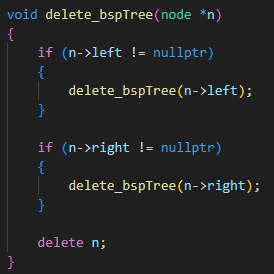 void delete_bspTree(node *n)
{
    if (n->left != nullptr)
    {
        delete_bspTree(n->left);
    }

    if (n->right != nullptr)
    {
        delete_bspTree(n->right);
    }

    delete n;
}